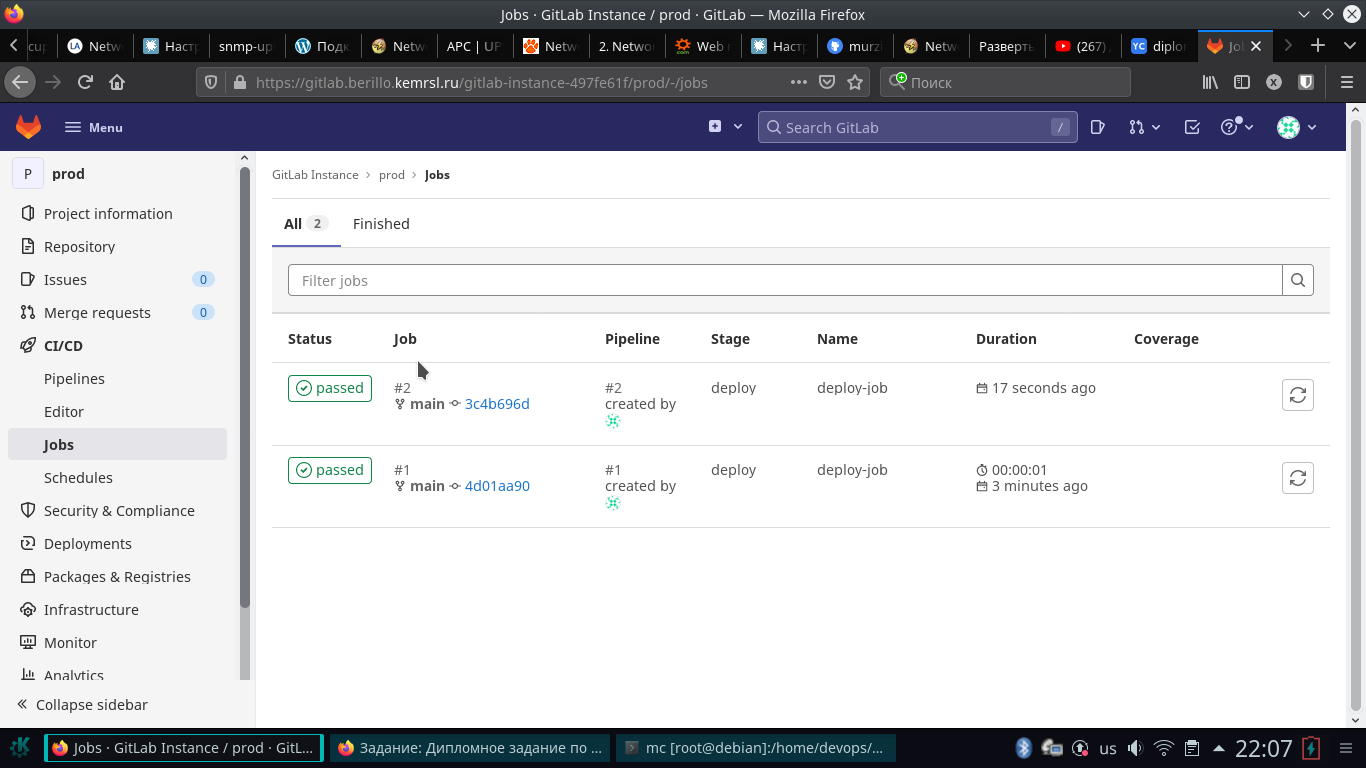 Jobs · GitLab Instance / prod · GitLab — Mozilla Firefox
Netw
Настр
snmp-up
Подк
Netw
APC | UP
Netw
2. Netwo
Web
Настр
murzi
Netw
Разверть
(267)
diplo
Jo
https://gitlab.berillo.kemrsl.ru/gitlab-instance-497fe61f/prod/-/jobs
Поиск
Menu
Search GitLab
/
P
prod
Project information
Repository
Issues 0
Merge requests 0
CI/CD
Pipelines
Editor
Jobs
Schedules
Security & Compliance
Deployments
Packages & Registries
Infrastructure
Monitor
Analytics
Collapse sidebar
GitLab Instance › prod › Jobs
All 2 Finished
Filter jobs
Status Job Pipeline Stage Name Duration Coverage
passed #2 #2 deploy deploy-job 17 seconds ago
main 3c4b696d created by
passed #1 #1 deploy deploy-job 00:00:01
main 4d01aa90 created by 3 minutes ago
Jobs · GitLab Instance / prod · GitL...
Задание: Дипломное задание по ...
mc [root@debian]:/home/devops/...
us
22:07